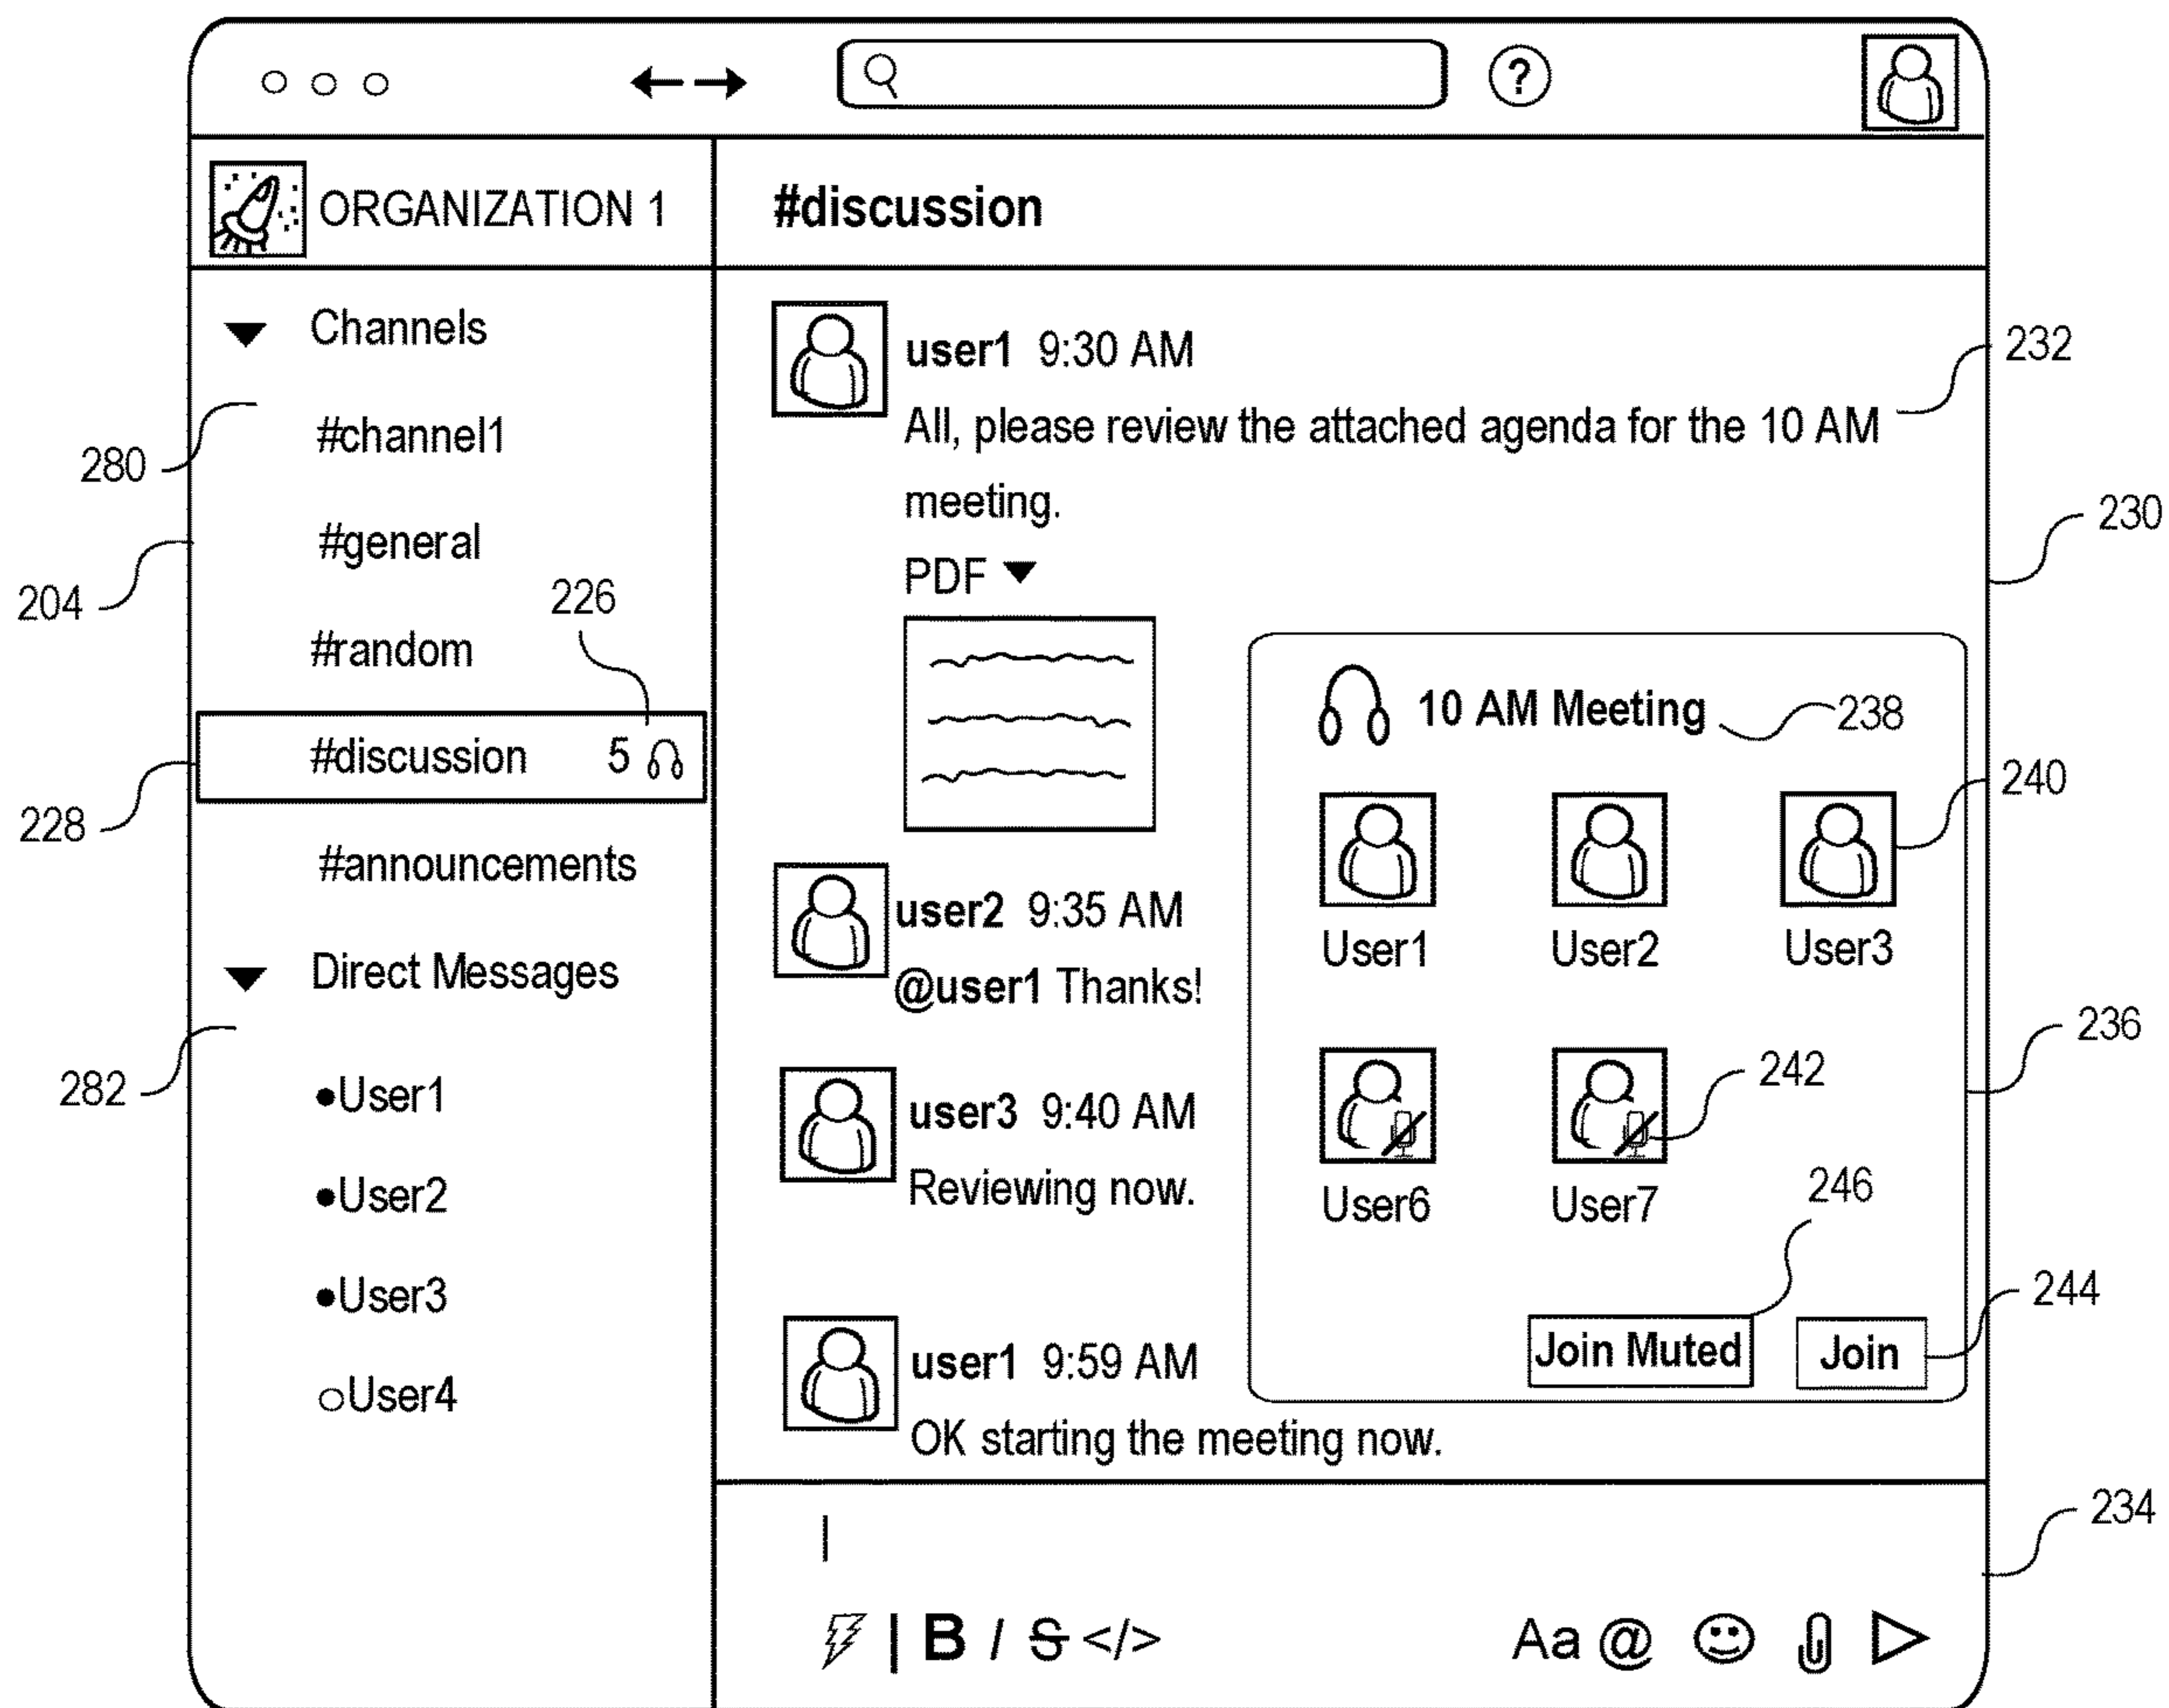 ?
ORGANIZATION 1
#discussion
Channels
280
#channel1
204
#general
#random
226
228
#discussion 5
#announcements
Direct Messages
282
●User1
●User2
●User3
○User4
user1 9:30 AM
232
All, please review the attached agenda for the 10 AM
meeting.
230
PDF
user2 9:35 AM
@user1 Thanks!
user3 9:40 AM
Reviewing now.
user1 9:59 AM
OK starting the meeting now.
10 AM Meeting
238
240
User1 User2 User3
236
242
User6 User7
246
244
Join Muted Join
234
| B I S </> Aa @